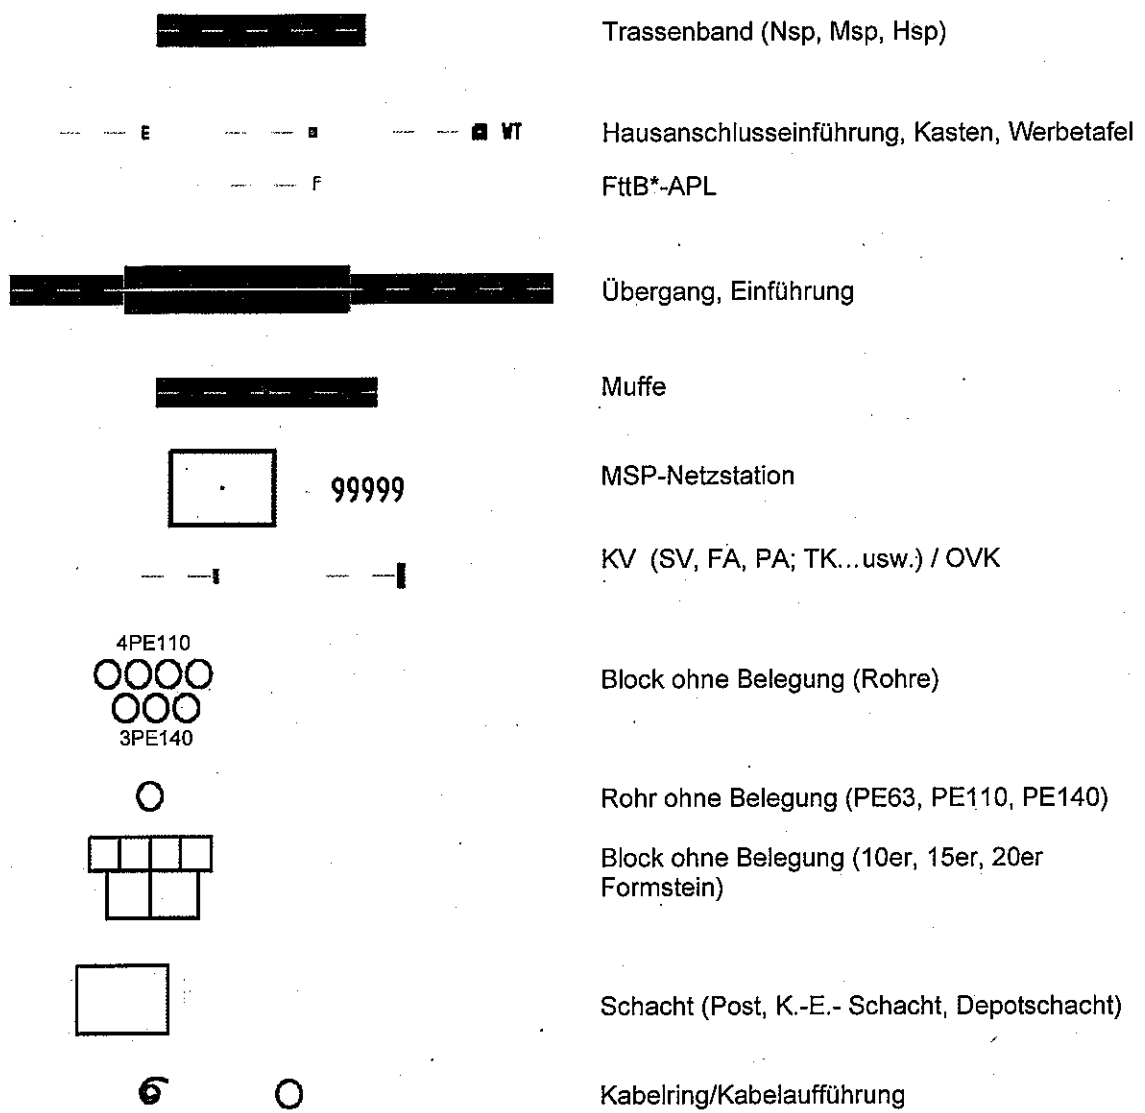 Trassenband (Nsp, Msp, Hsp)
E WT Hausanschlusseinführung, Kasten, Werbetafel
F FttB*-APL
Übergang, Einführung
Muffe
99999 MSP-Netzstation
KV (SV, FA, PA; TK...usw.) / OVK
4PE110
Block ohne Belegung (Rohre)
3PE140
Rohr ohne Belegung (PE63, PE110, PE140)
Block ohne Belegung (10er, 15er, 20er
Formstein)
Schacht (Post, K.-E.- Schacht, Depotschacht)
Kabelring/Kabelaufführung